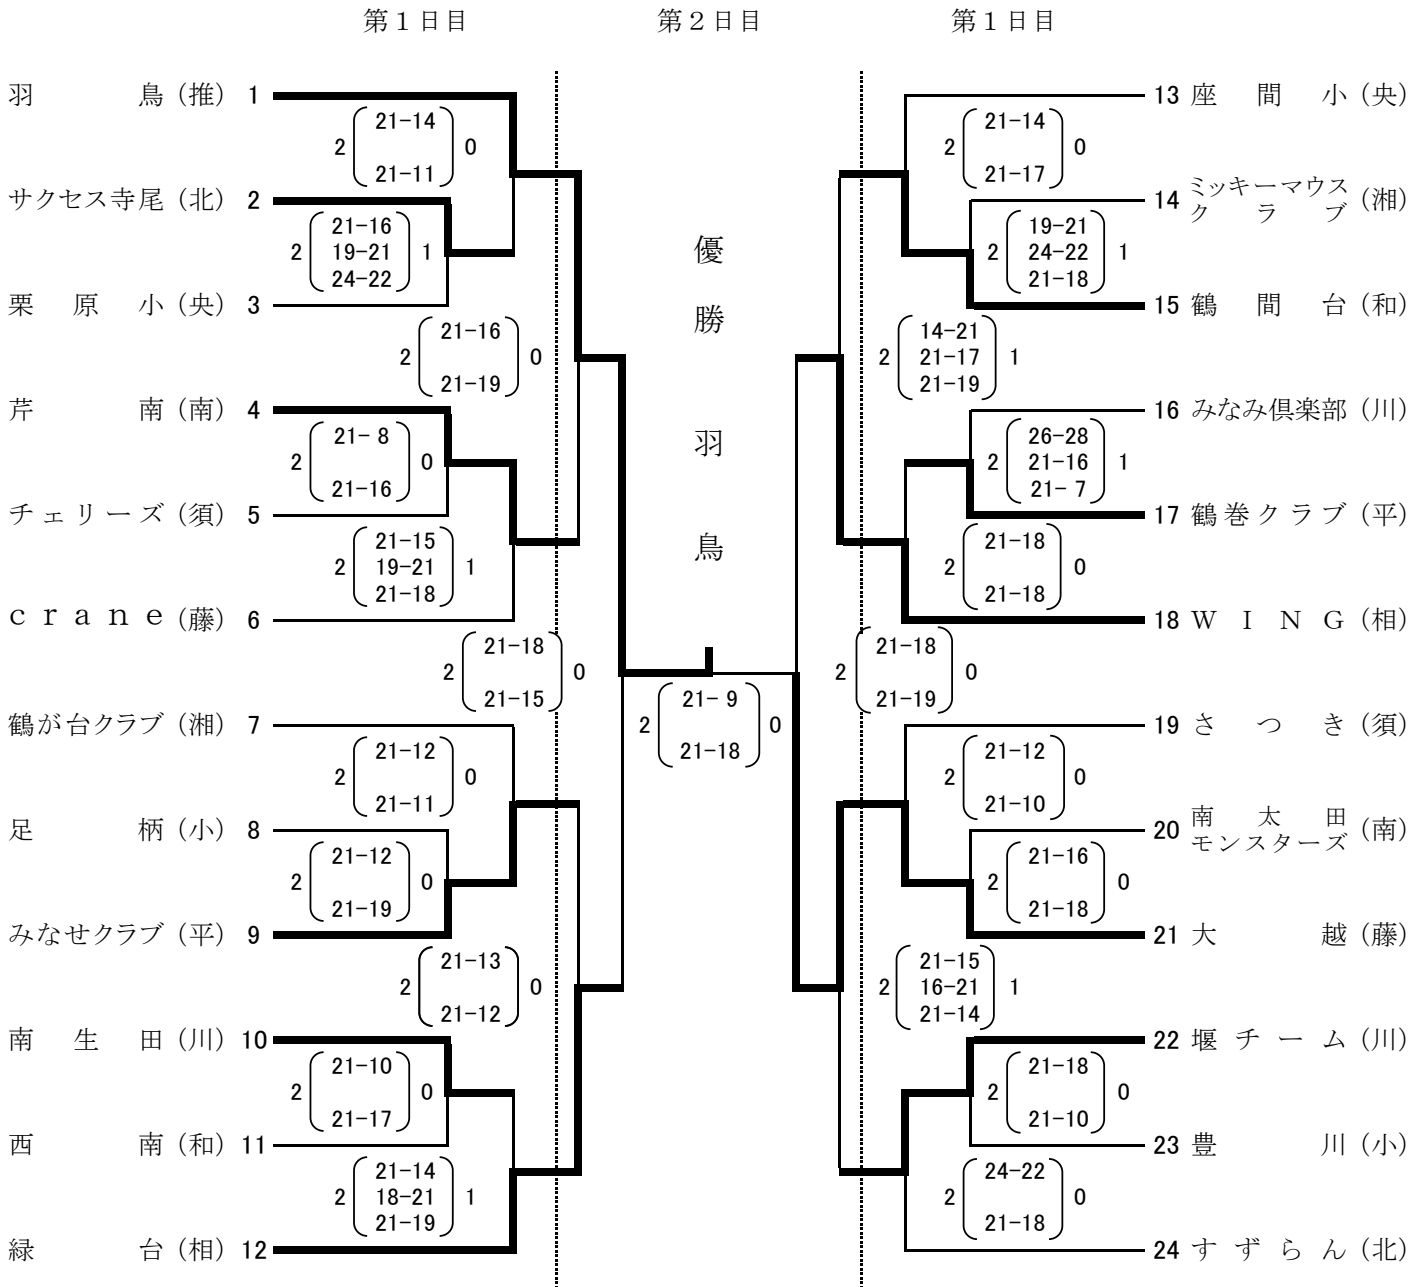 第１日目 第２日目 第１日目
羽鳥（推） 1
2 21-14 0
21-11
サクセス寺尾（北） 2
2 21-16 1
19-21
24-22
栗原小（央） 3
2 21-16 0
21-19
芹南（南） 4
2 21- 8 0
21-16
チェリーズ（須） 5
2 21-15 1
19-21
21-18
ｃｒａｎｅ（藤） 6
2 21-18 0
21-15
鶴が台クラブ（湘） 7
2 21-12 0
21-11
足柄（小） 8
2 21-12 0
21-19
みなせクラブ（平） 9
2 21-13 0
21-12
南生田（川） 10
2 21-10 0
21-17
西南（和） 11
2 21-14 1
18-21
21-19
緑台（相） 12
優勝 羽鳥
2 21- 9 0
21-18
13 座間小（央）
2 21-14 0
21-17
14 ミッキーマウス
クラブ（湘）
2 19-21 1
24-22
21-18
15 鶴間台（和）
2 14-21 1
21-17
21-19
16 みなみ倶楽部（川）
2 26-28 1
21-16
21- 7
17 鶴巻クラブ（平）
2 21-18 0
21-18
18 ＷＩＮＧ（相）
2 21-18 0
21-19
19 さつき（須）
2 21-12 0
21-10
20 南太田
モンスターズ（南）
2 21-16 0
21-18
21 大越（藤）
2 21-15 1
16-21
21-14
22 堰チーム（川）
2 21-18 0
21-10
23 豊川（小）
2 24-22 0
21-18
24 すずらん（北）